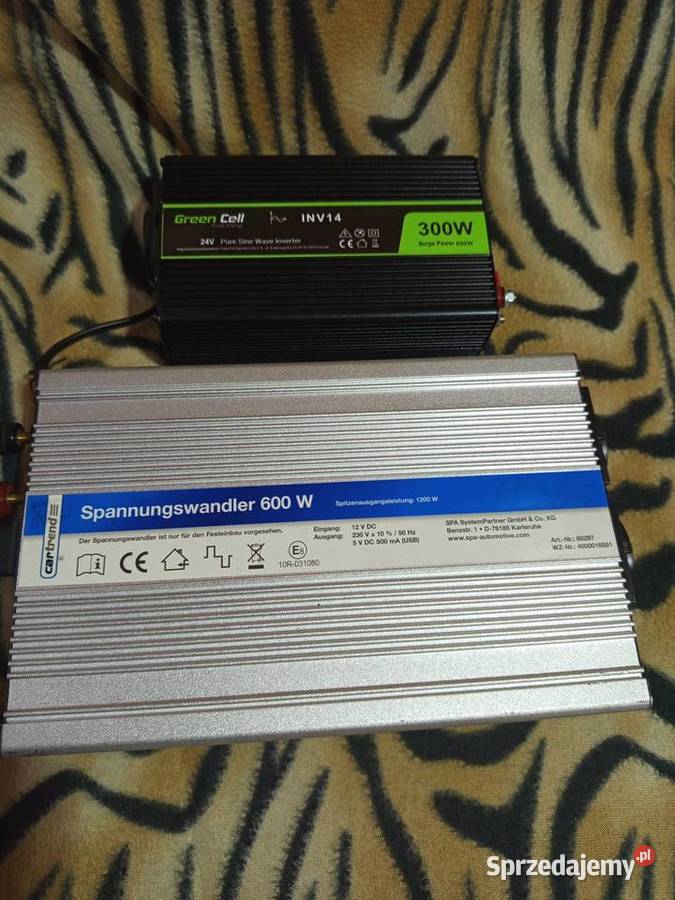 Green Cell
INV14
300W
Surge Power 600W
24V Pure Sine Wave Inverter
CE
Spannungswandler 600 W
Spitzenausgangsleistung: 1200 W
Der Spannungswandler ist nur für den Festeinbau vorgesehen.
Eingang: 12 V DC
Ausgang: 230 V ± 10 % / 50 Hz
5 V DC 500 mA (USB)
SPA SystemPartner GmbH & Co. KG
Benzstr. 1 • D-76185 Karlsruhe
www.spa-automotive.com
Art.-Nr.: 80287
cartrend
CE
E8
10R-031080
Sprzedajemy.pl